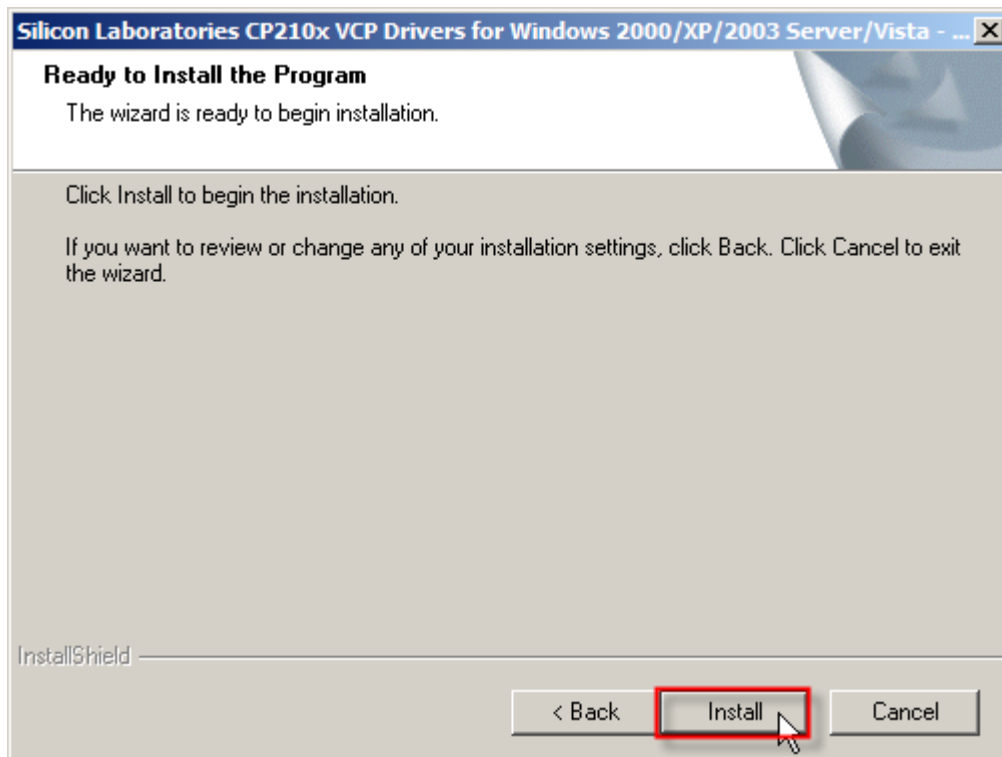 Silicon Laboratories CP210x VCP Drivers for Windows 2000/XP/2003 Server/Vista - ...
Ready to Install the Program
The wizard is ready to begin installation.
Click Install to begin the installation.
If you want to review or change any of your installation settings, click Back. Click Cancel to exit
the wizard.
InstallShield
< Back Install Cancel